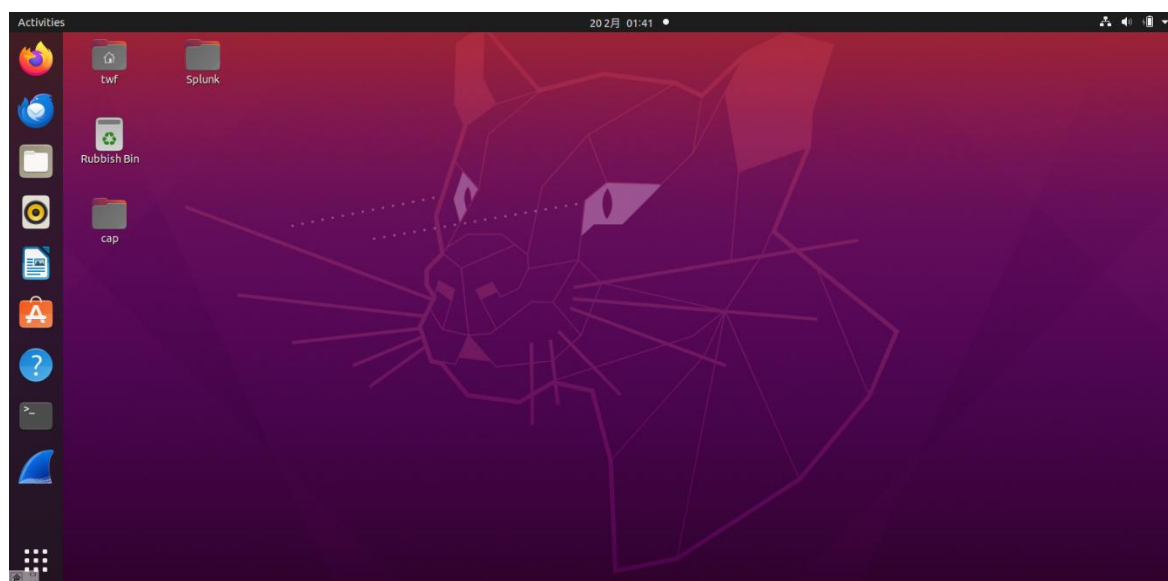 Activities
20 2月 01:41
twf
Splunk
Rubbish Bin
cap